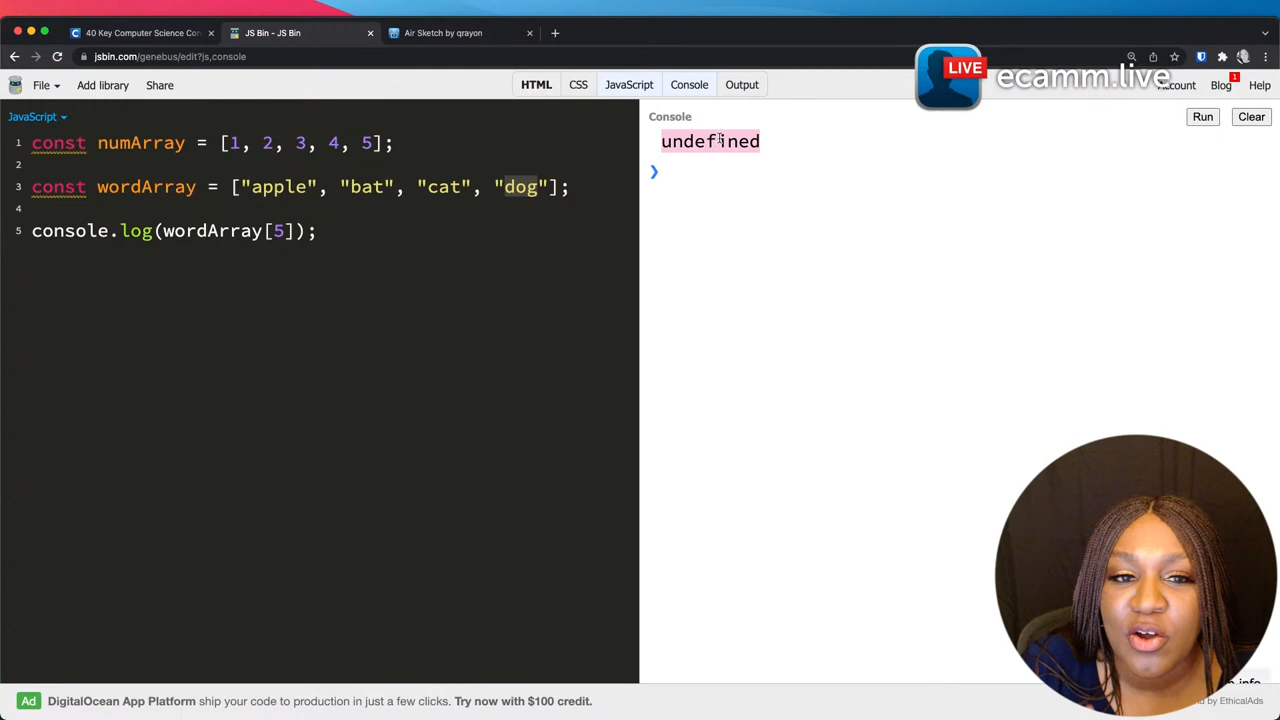 40 Key Computer Science Con
JS Bin - JS Bin
Air Sketch by qrayon
jsbin.com/genebus/edit?js,console
LIVE
ecamm.live
File
Add library
Share
HTML
CSS
JavaScript
Console
Output
Account
Blog
1
Help
JavaScript
Console
Run
Clear
1 const numArray = [1, 2, 3, 4, 5];
2
3 const wordArray = ["apple", "bat", "cat", "dog"];
4
5 console.log(wordArray[5]);
undefined
Ad
DigitalOcean App Platform ship your code to production in just a few clicks. Try now with $100 credit.
by EthicalAds